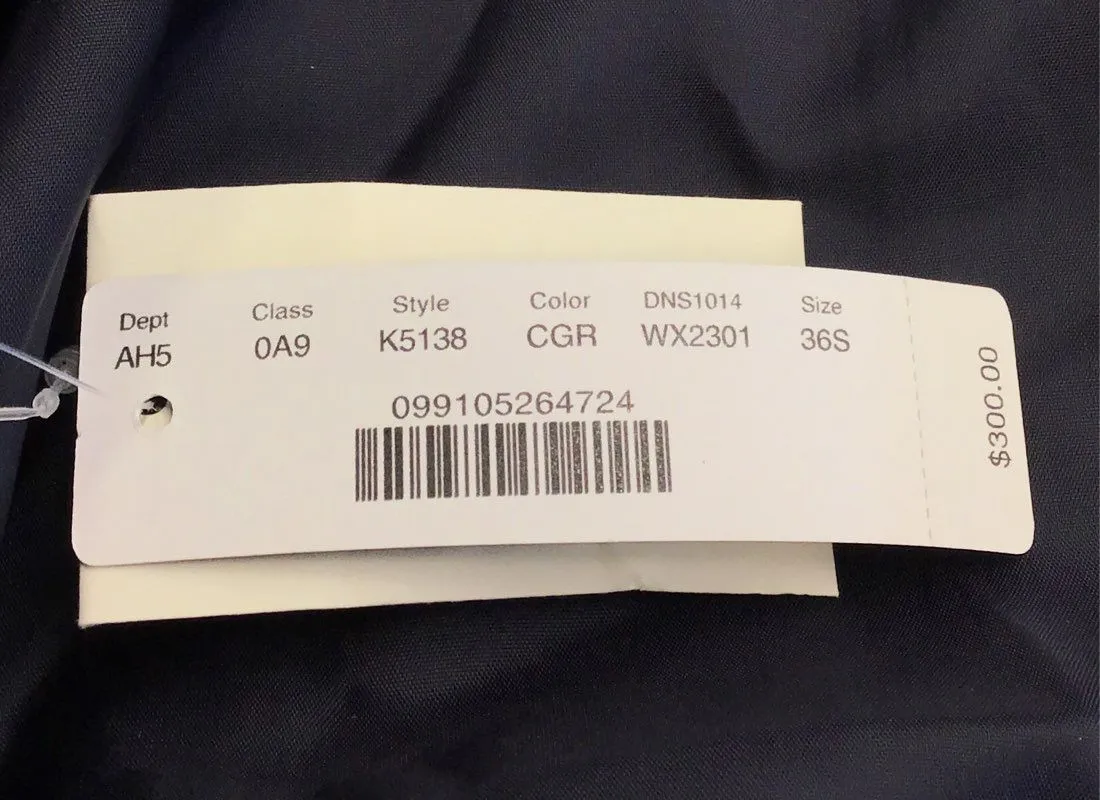 Dept Class Style Color DNS1014 Size
AH5 0A9 K5138 CGR WX2301 36S
099105264724
$300.00